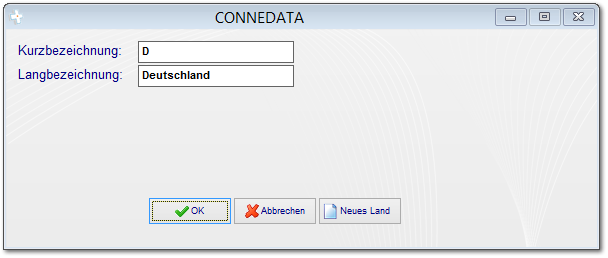 CONNEDATA
Kurzbezeichnung: D
Langbezeichnung: Deutschland
OK Abbrechen Neues Land